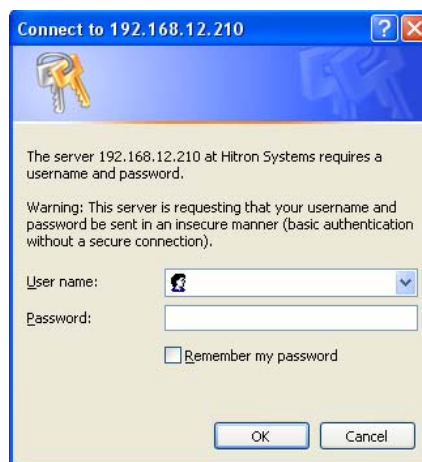 Connect to 192.168.12.210
The server 192.168.12.210 at Hitron Systems requires a
username and password.
Warning: This server is requesting that your username and
password be sent in an insecure manner (basic authentication
without a secure connection).
User name:
Password:
Remember my password
OK
Cancel